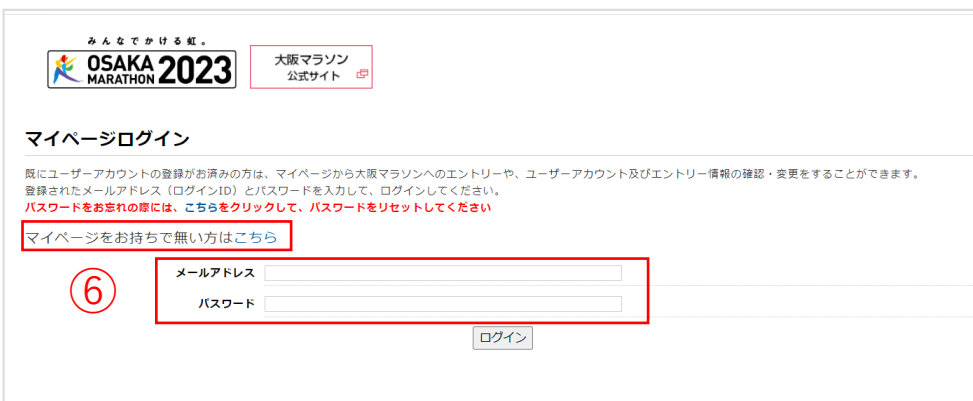 みんなでかける虹。
OSAKA
MARATHON 2023
大阪マラソン
公式サイト
マイページログイン
既にユーザーアカウントの登録がお済みの方は、マイページから大阪マラソンへのエントリーや、ユーザーアカウント及びエントリー情報の確認・変更をすることができます。
登録されたメールアドレス（ログインID）とパスワードを入力して、ログインしてください。
パスワードをお忘れの際には、こちらをクリックして、パスワードをリセットしてください
マイページをお持ちで無い方はこちら
⑥
メールアドレス
パスワード
ログイン